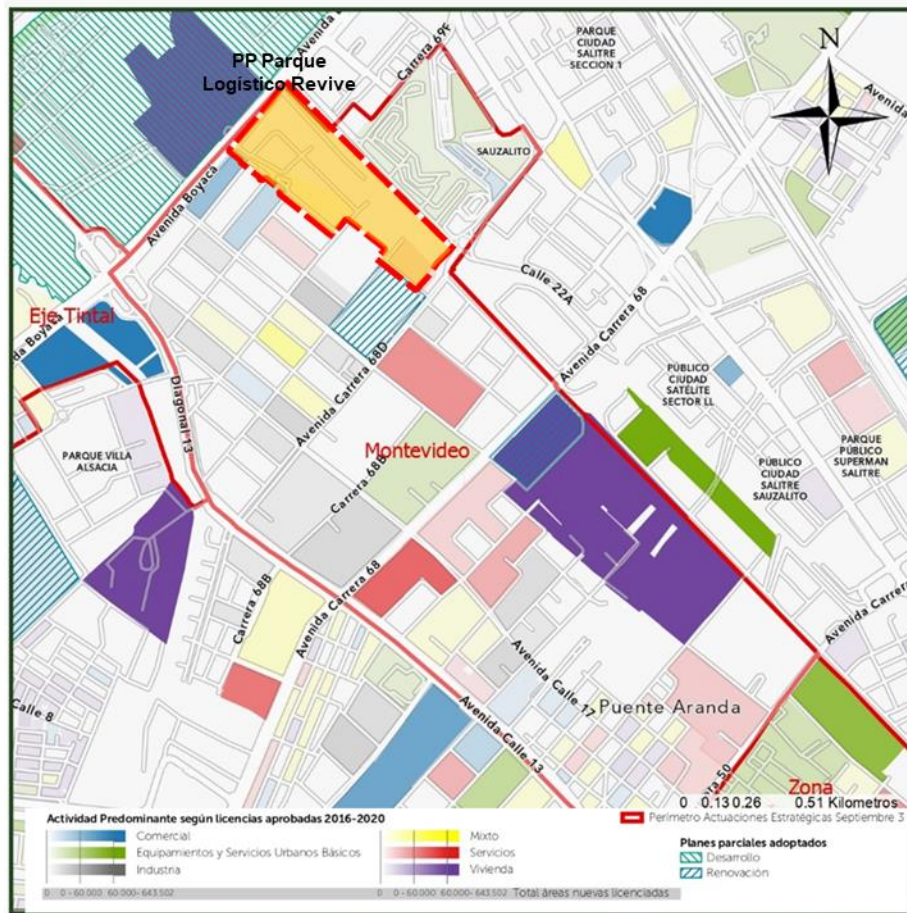 Avenida B
Carrera 69F
PARQUE
CIUDAD
SALITRE
SECCION 1
N
PP Parque
Logístico Revive
Avenida
SAUZALITO
Avenida Boyaca
Calle 22A
Avenida Carrera 68
Eje Tintal
da Boyaca
Diagonal 13
Avenida Carrera 68D
PÚBLICO
CIUDAD
SATÉLITE
SECTOR LL
PARQUE VILLA
ALSACIA
Montevideo
Carrera 68B
PÚBLICO
CIUDAD
SALITRE
SAUZALITO
PARQUE
PÚBLICO
SUPERMAN
SALITRE
Carrera 68B
Avenida Carrera 68
Avenida Carrera
Avenida Calle 17
Puente Aranda
Calle 8
Avenida Calle 13
era 50
Zona
0 0.13 0.26 0.51 Kilometros
Actividad Predominante según licencias aprobadas 2016-2020
Comercial
Equipamientos y Servicios Urbanos Básicos
Industria
0 0 - 60.000 60.000- 643.502
Mixto
Servicios
Vivienda
0 0 - 60.000 60.000- 643.502 Total áreas nuevas licenciadas
Perímetro Actuaciones Estratégicas Septiembre 3
Planes parciales adoptados
Desarrollo
Renovación